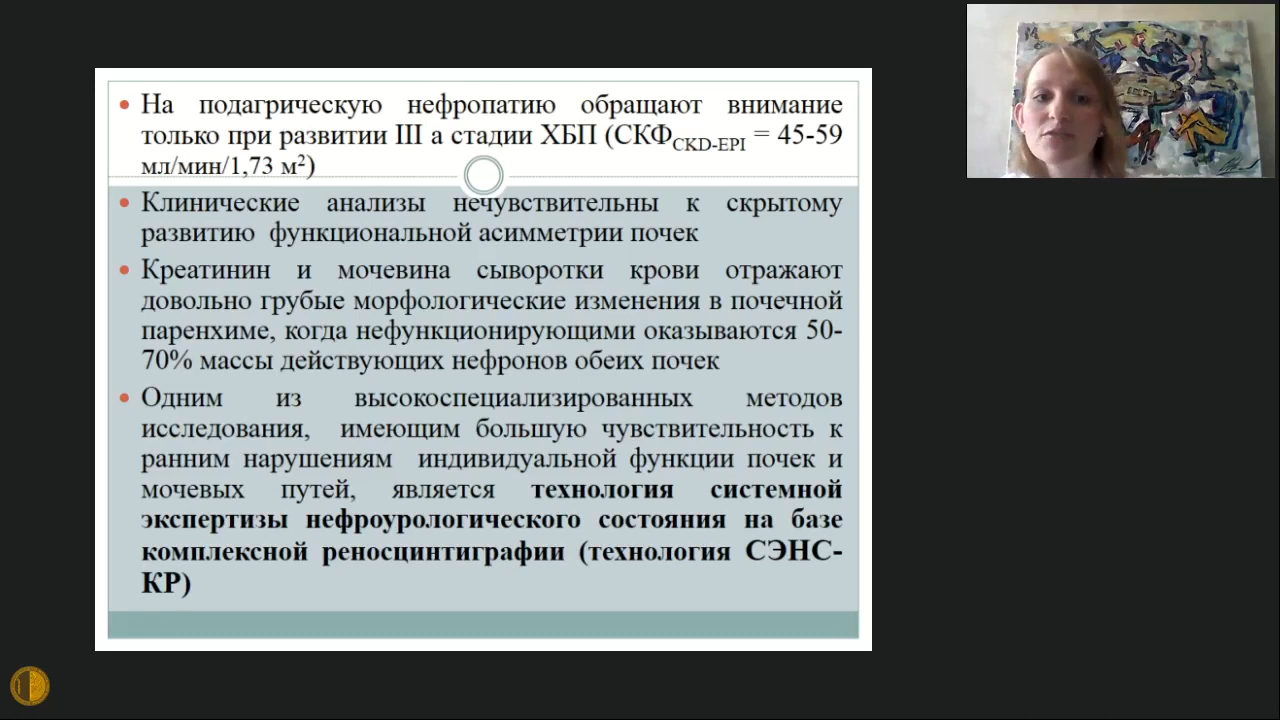 На подагрическую нефропатию обращают внимание
только при развитии III а стадии ХБП (СКФCKD-EPI = 45-59
мл/мин/1,73 м²)
Клинические анализы нечувствительны к скрытому
развитию функциональной асимметрии почек
Креатинин и мочевина сыворотки крови отражают
довольно грубые морфологические изменения в почечной
паренхиме, когда нефункционирующими оказываются 50-
70% массы действующих нефронов обеих почек
Одним из высокоспециализированных методов
исследования, имеющим большую чувствительность к
ранним нарушениям индивидуальной функции почек и
мочевых путей, является технология системной
экспертизы нефроурологического состояния на базе
комплексной реносцинтиграфии (технология СЭНС-
КР)